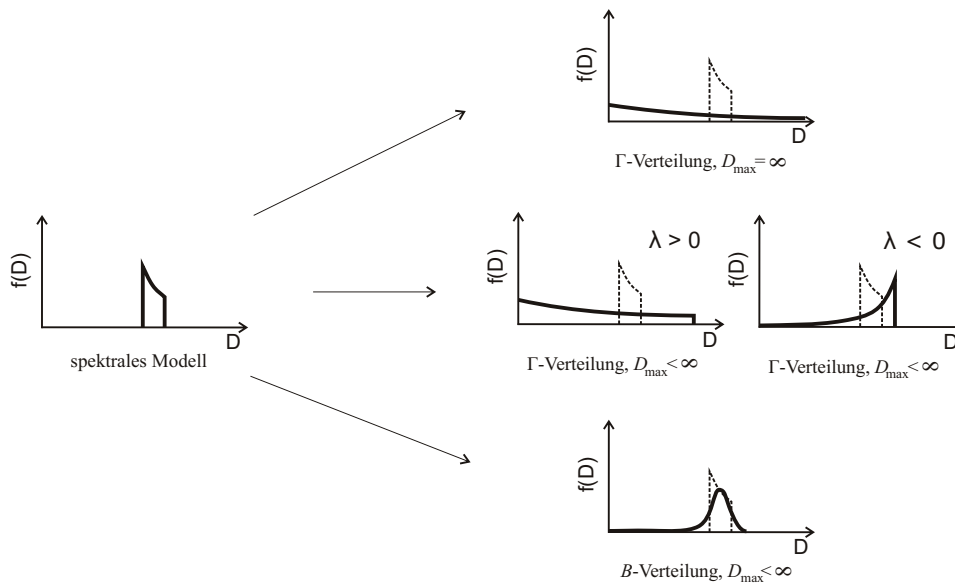 f(D)
D
Γ-Verteilung, D_max = ∞
f(D)
D
spektrales Modell
f(D)
λ > 0
D
Γ-Verteilung, D_max < ∞
f(D)
λ < 0
D
Γ-Verteilung, D_max < ∞
f(D)
D
B-Verteilung, D_max < ∞